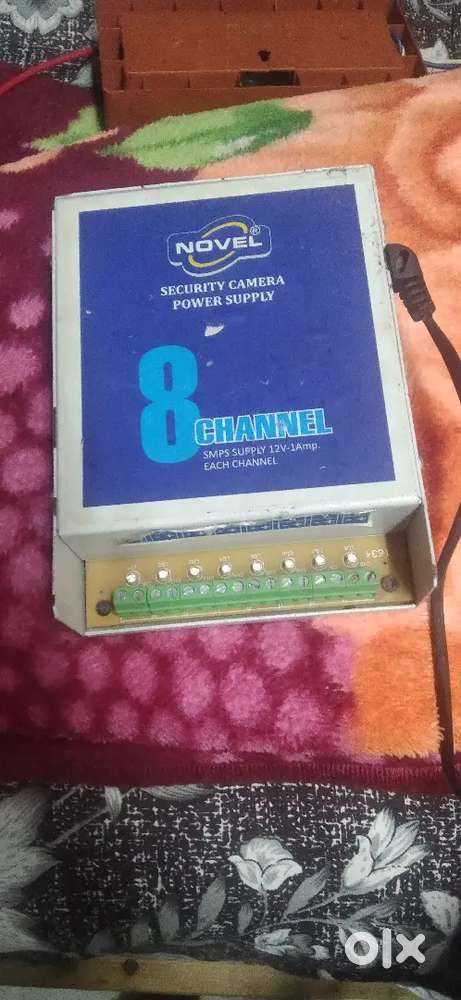 NOVEL®
SECURITY CAMERA
POWER SUPPLY
8 CHANNEL
SMPS SUPPLY 12V-1Amp.
EACH CHANNEL
olx